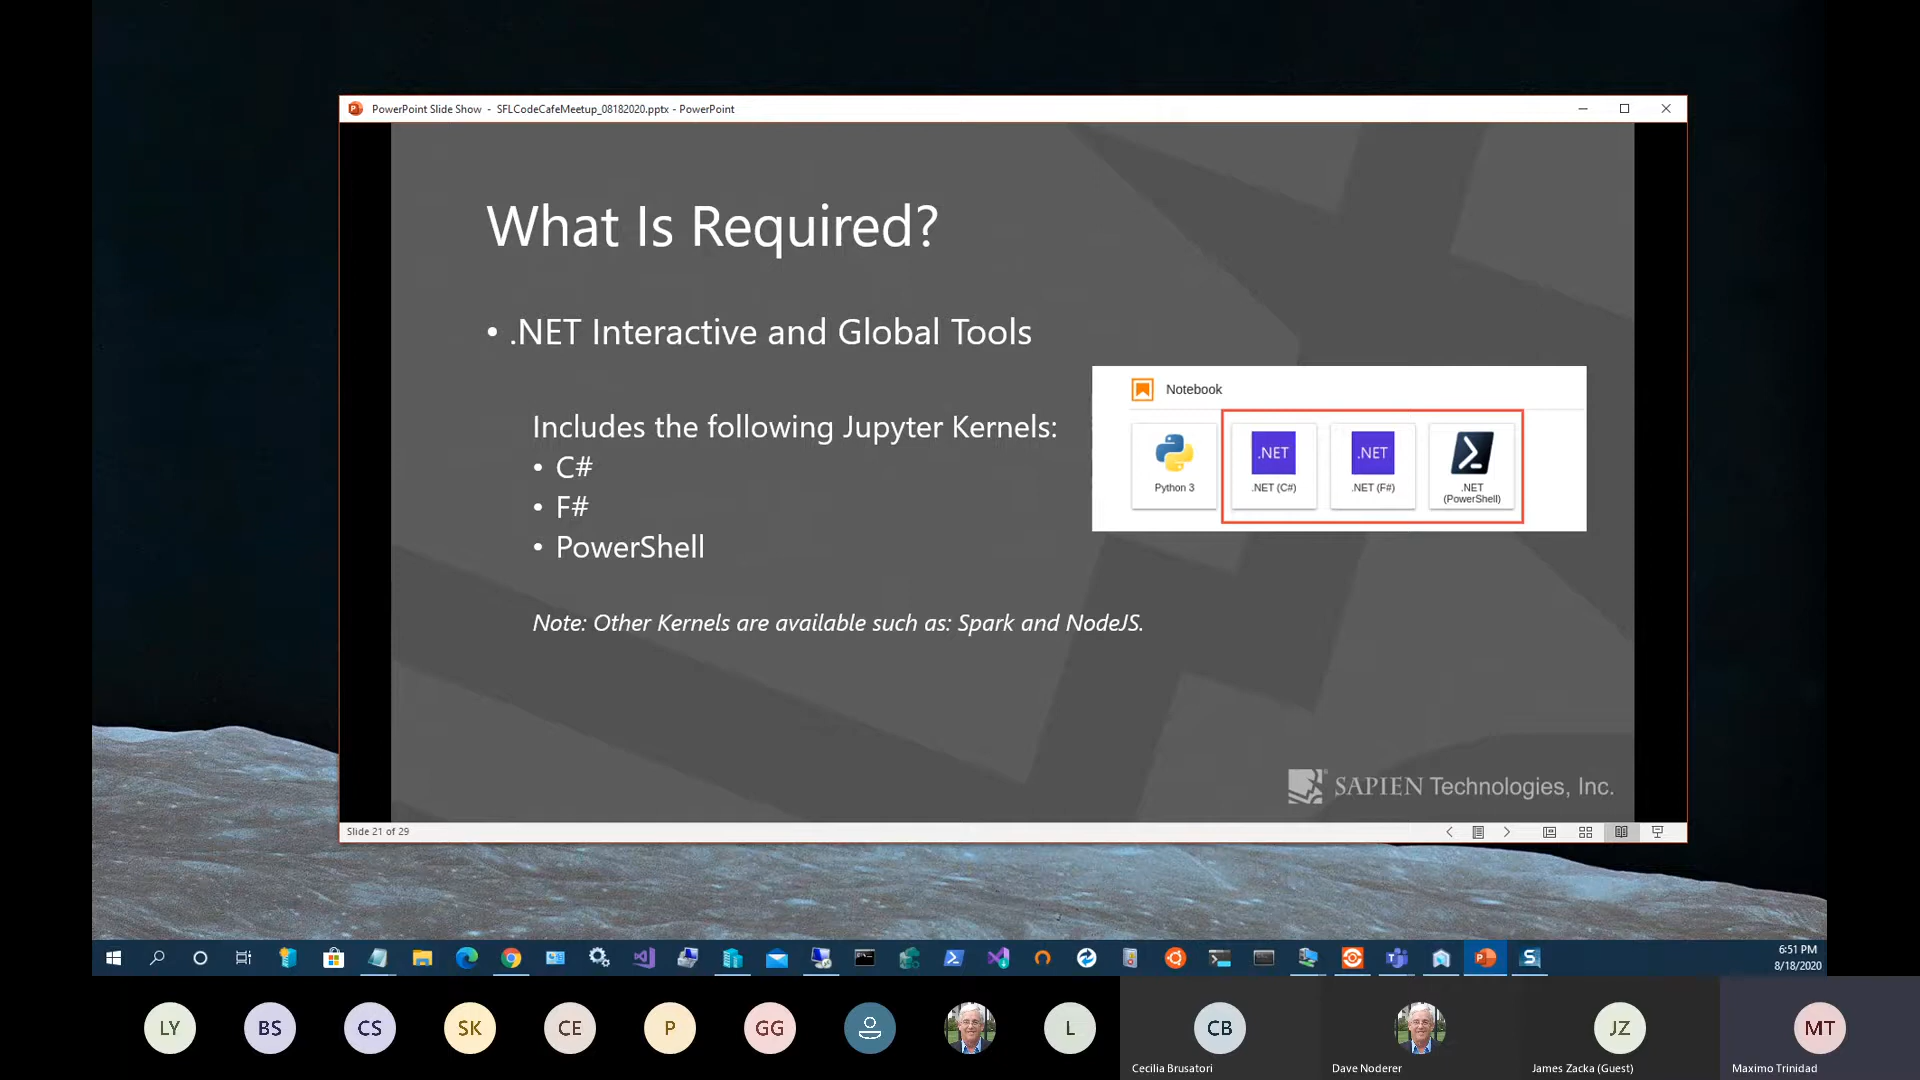 PowerPoint Slide Show - SFLCodeCafeMeetup_08182020.pptx - PowerPoint
What Is Required?
• .NET Interactive and Global Tools
Includes the following Jupyter Kernels:
• C#
• F#
• PowerShell
Note: Other Kernels are available such as: Spark and NodeJS.
Notebook
.NET
.NET
Python 3
.NET (C#)
.NET (F#)
.NET
(PowerShell)
SAPIEN Technologies, Inc.
Slide 21 of 29
6:51 PM
8/18/2020
LY
BS
CS
SK
CE
P
GG
L
CB
JZ
MT
Cecilia Brusatori
Dave Noderer
James Zacka (Guest)
Maximo Trinidad